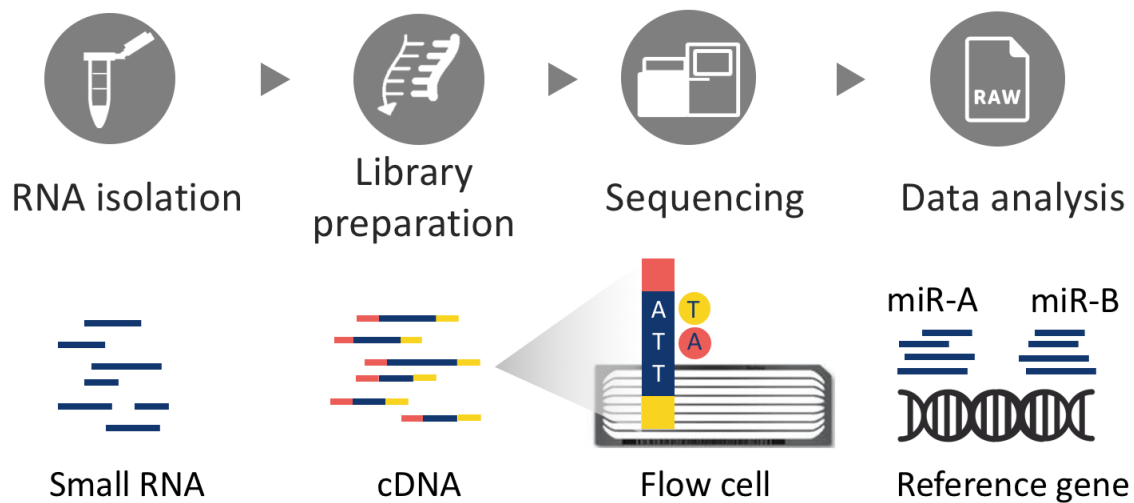 RAW
RNA isolation
Library
preparation
Sequencing
Data analysis
A
T
T
T
A
miR-A
miR-B
Small RNA
cDNA
Flow cell
Reference gene